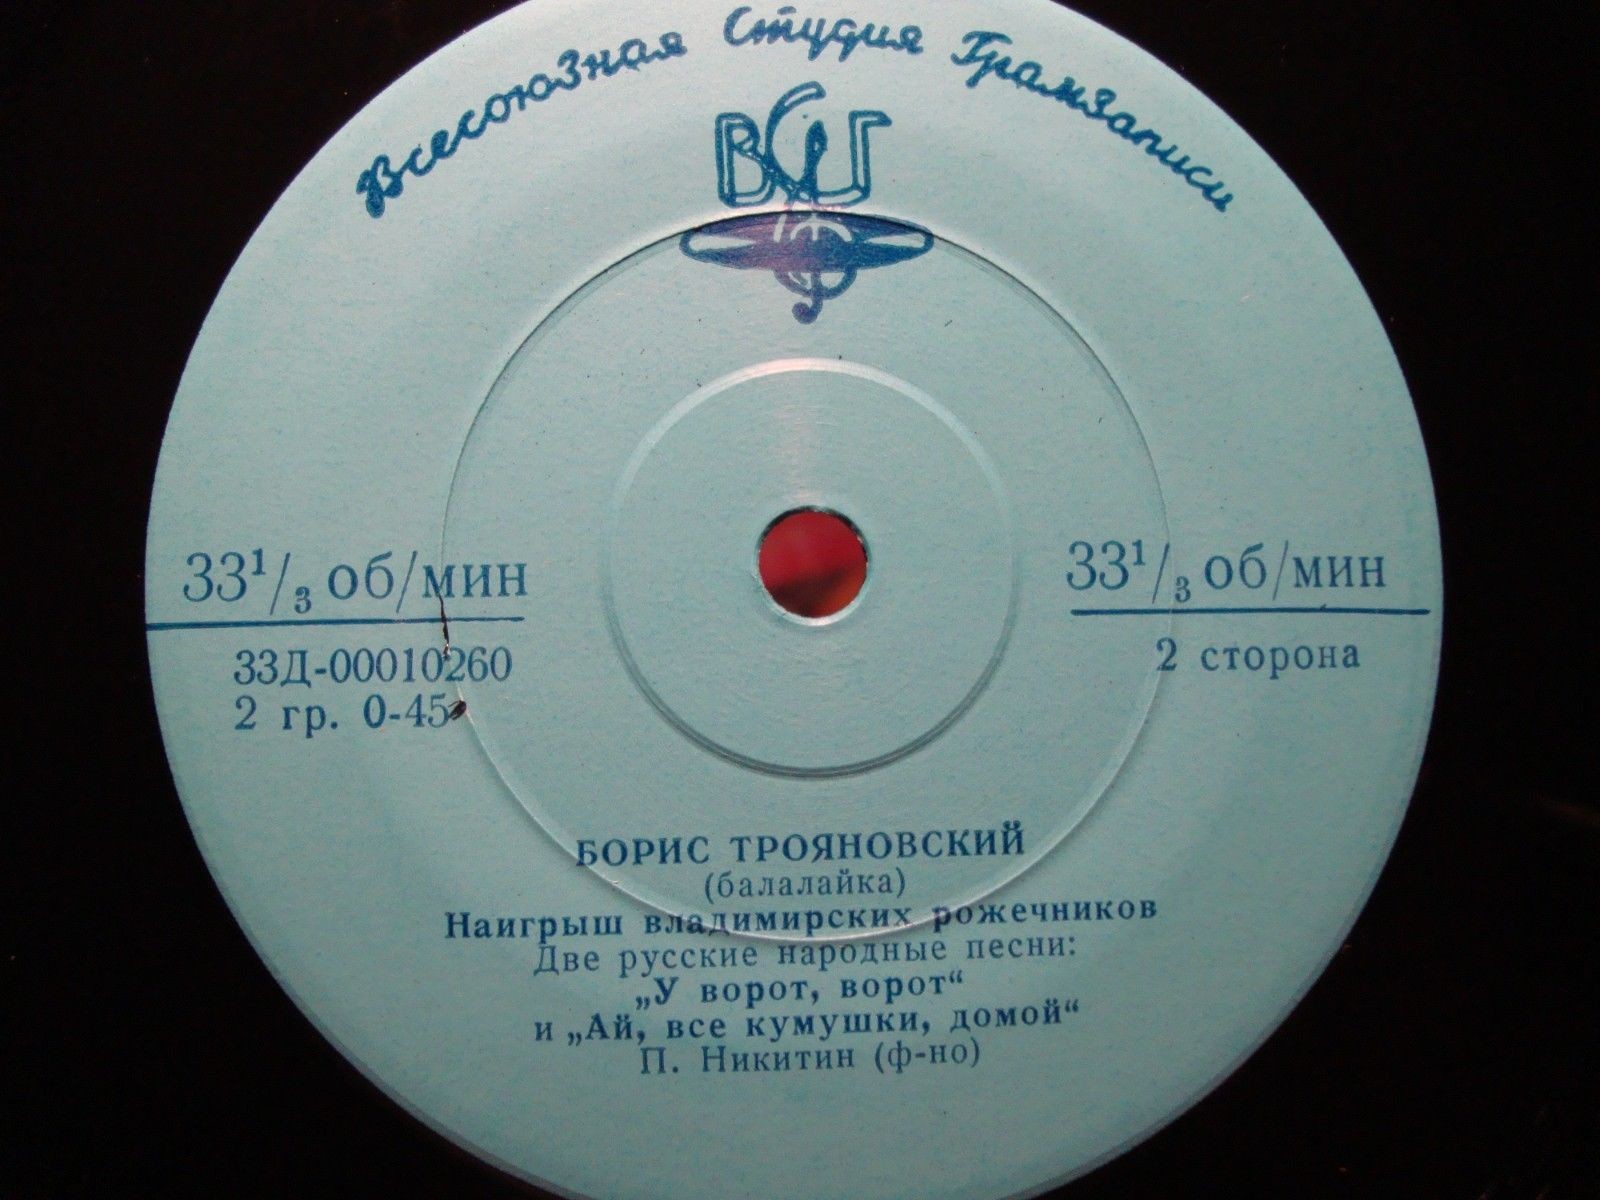 Всесоюзная Студия Грамзаписи
ВСГ
33¹/₃ об/мин
33Д-00010260
2 гр. 0-45
33¹/₃ об/мин
2 сторона
БОРИС ТРОЯНОВСКИЙ
(балалайка)
Наигрыш владимирских рожечников
Две русские народные песни:
„У ворот, ворот“
и „Ай, все кумушки, домой“
П. Никитин (ф-но)